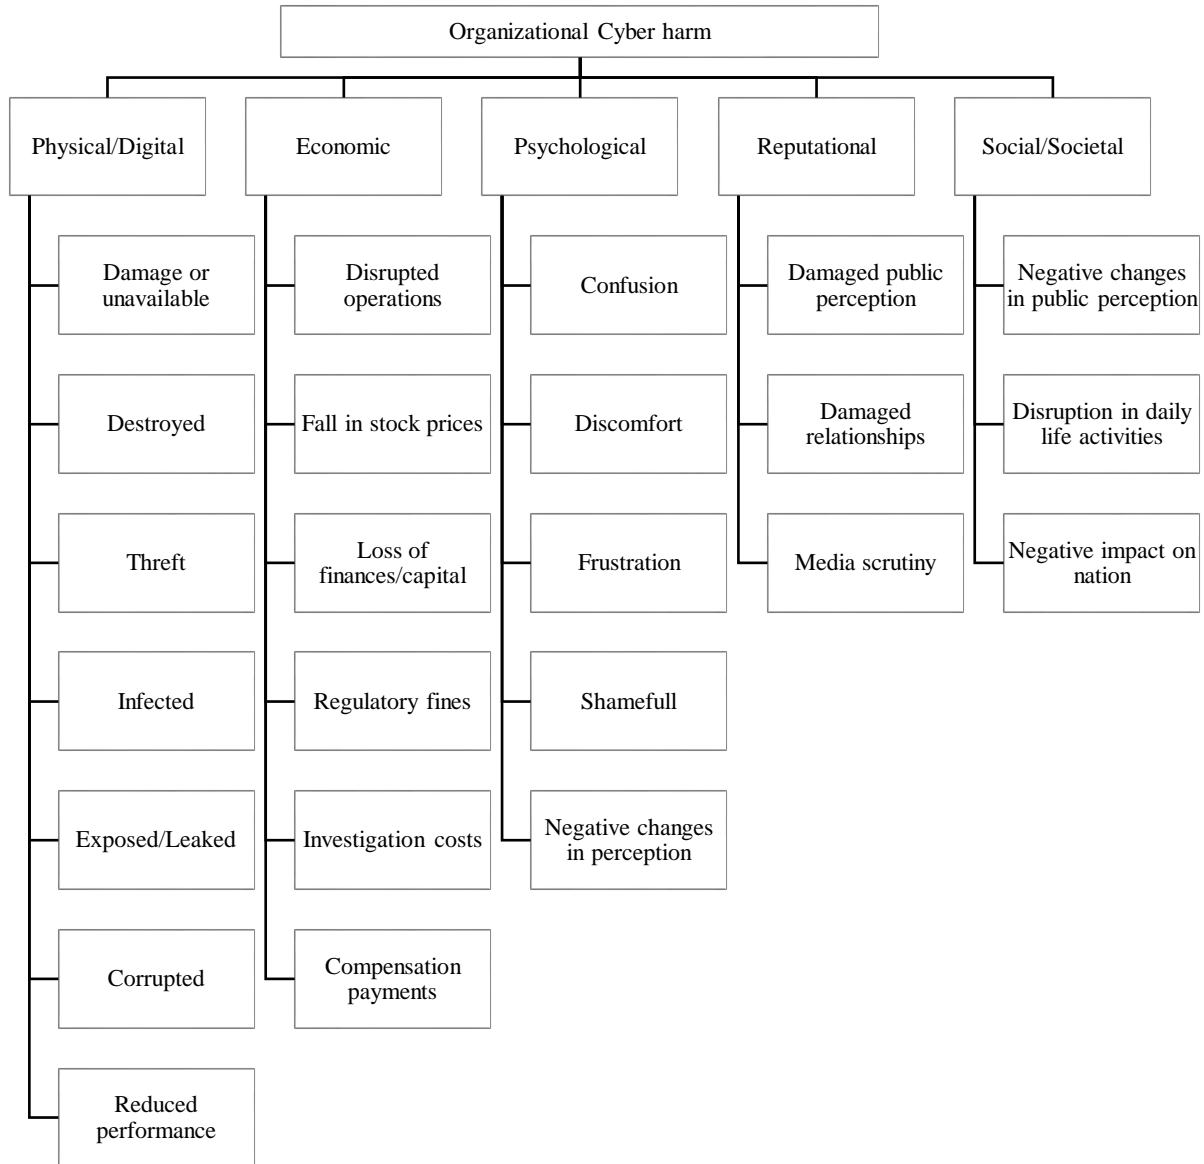 Organizational Cyber harm
Physical/Digital
Economic
Psychological
Reputational
Social/Societal
Damage or
unavailable
Destroyed
Threft
Infected
Exposed/Leaked
Corrupted
Reduced
performance
Disrupted
operations
Fall in stock prices
Loss of
finances/capital
Regulatory fines
Investigation costs
Compensation
payments
Confusion
Discomfort
Frustration
Shamefull
Negative changes
in perception
Damaged public
perception
Damaged
relationships
Media scrutiny
Negative changes
in public perception
Disruption in daily
life activities
Negative impact on
nation